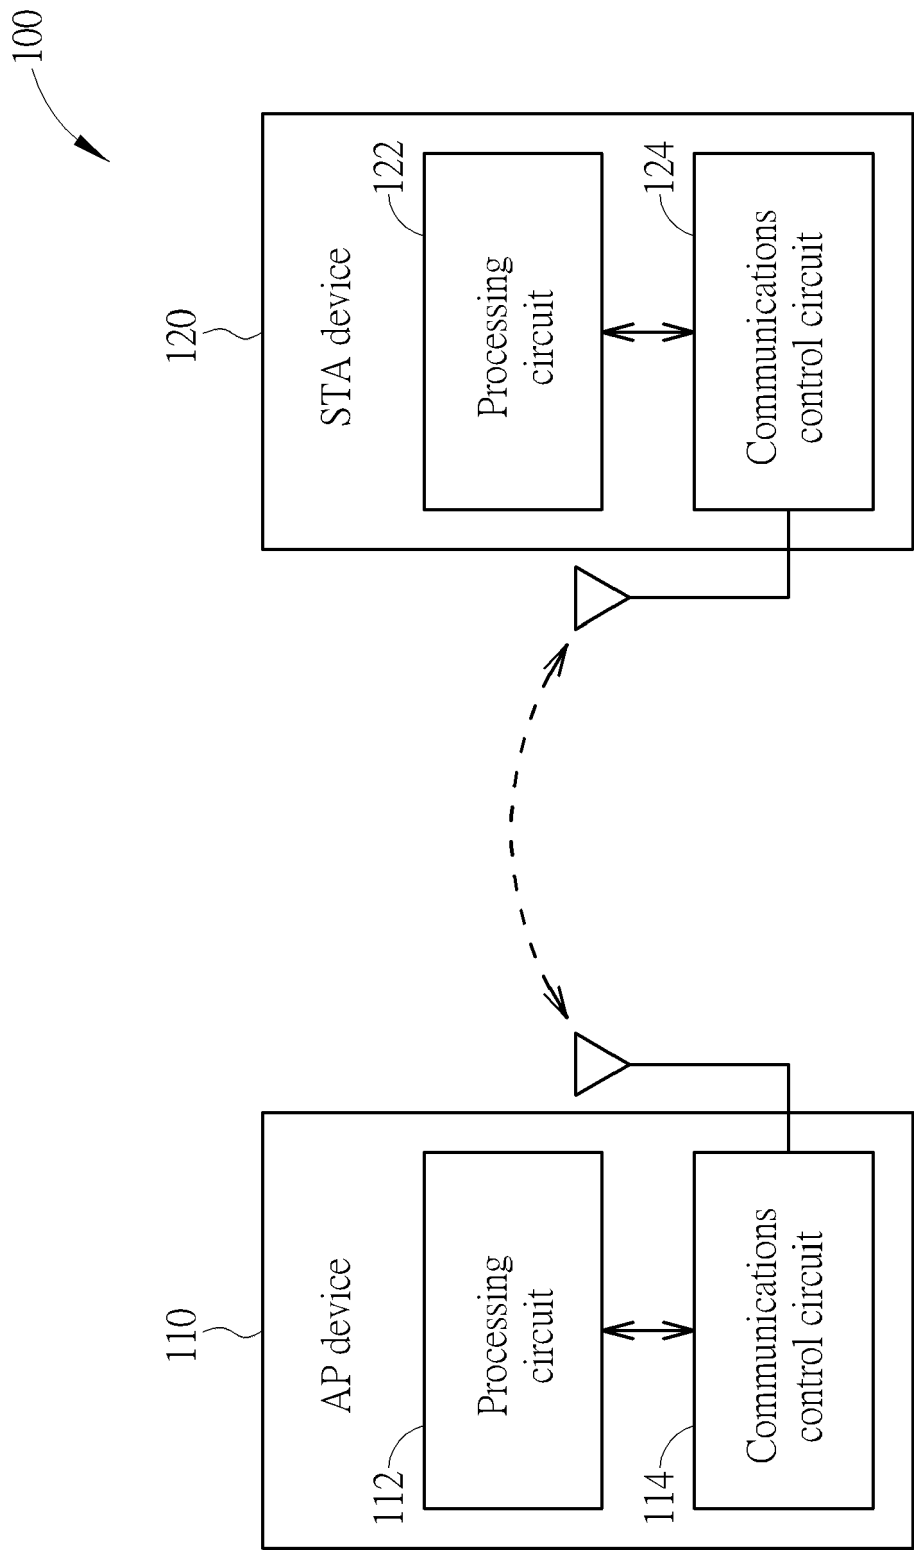 100
110
AP device
112
Processing
circuit
114
Communications
control circuit
120
STA device
122
Processing
circuit
124
Communications
control circuit